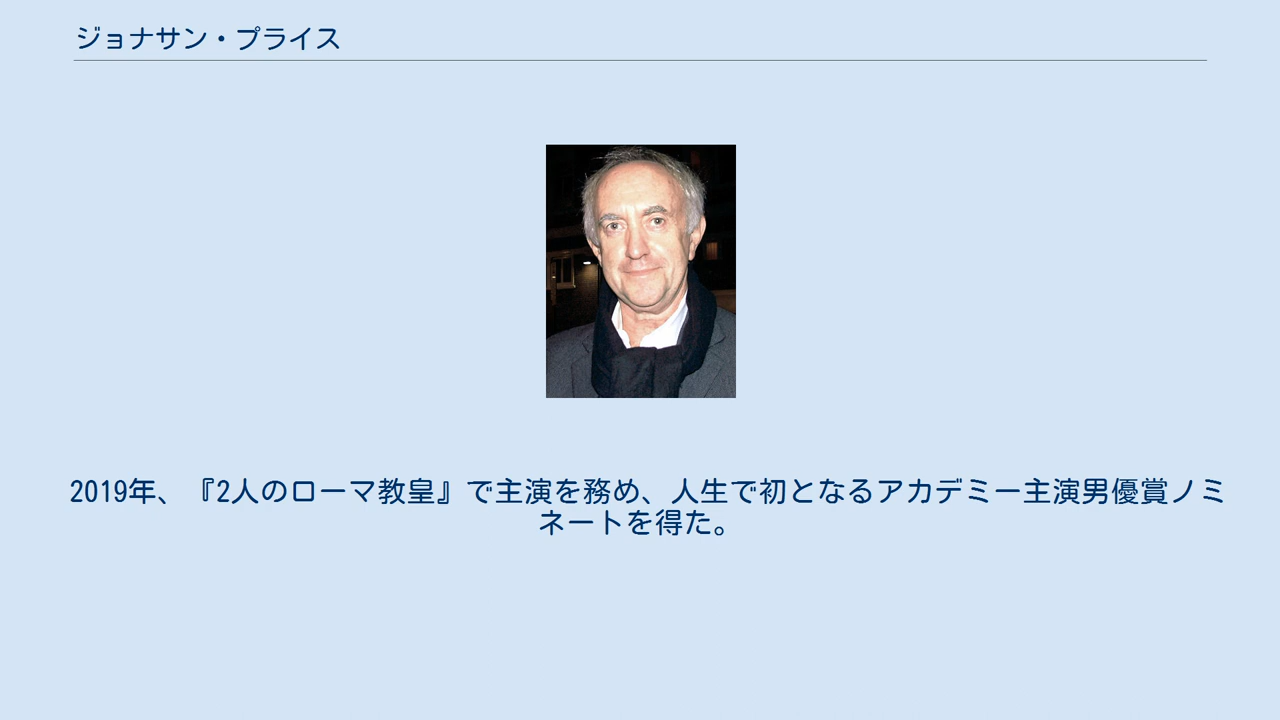 ジョナサン・プライス
2019年、『2人のローマ教皇』で主演を務め、人生で初となるアカデミー主演男優賞ノミ
ネートを得た。